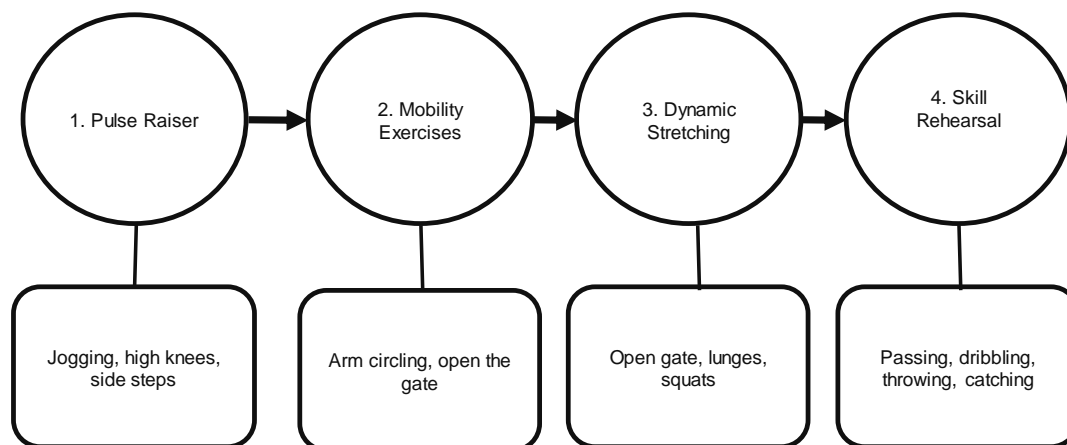 1. Pulse Raiser
2. Mobility
Exercises
3. Dynamic
Stretching
4. Skill
Rehearsal
Jogging, high knees,
side steps
Arm circling, open the
gate
Open gate, lunges,
squats
Passing, dribbling,
throwing, catching